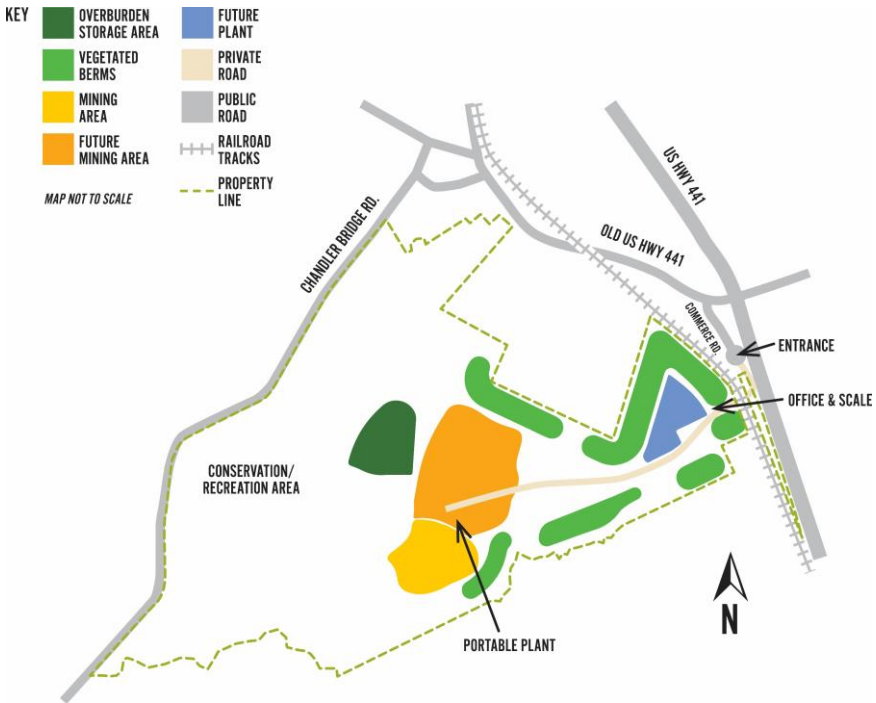 KEY
OVERBURDEN
STORAGE AREA
VEGETATED
BERMS
MINING
AREA
FUTURE
MINING AREA
MAP NOT TO SCALE
FUTURE
PLANT
PRIVATE
ROAD
PUBLIC
ROAD
RAILROAD
TRACKS
PROPERTY
LINE
CHANDLER BRIDGE RD.
US HWY 441
OLD US HWY 441
COMMERCE RD.
ENTRANCE
OFFICE & SCALE
CONSERVATION/
RECREATION AREA
PORTABLE PLANT
N